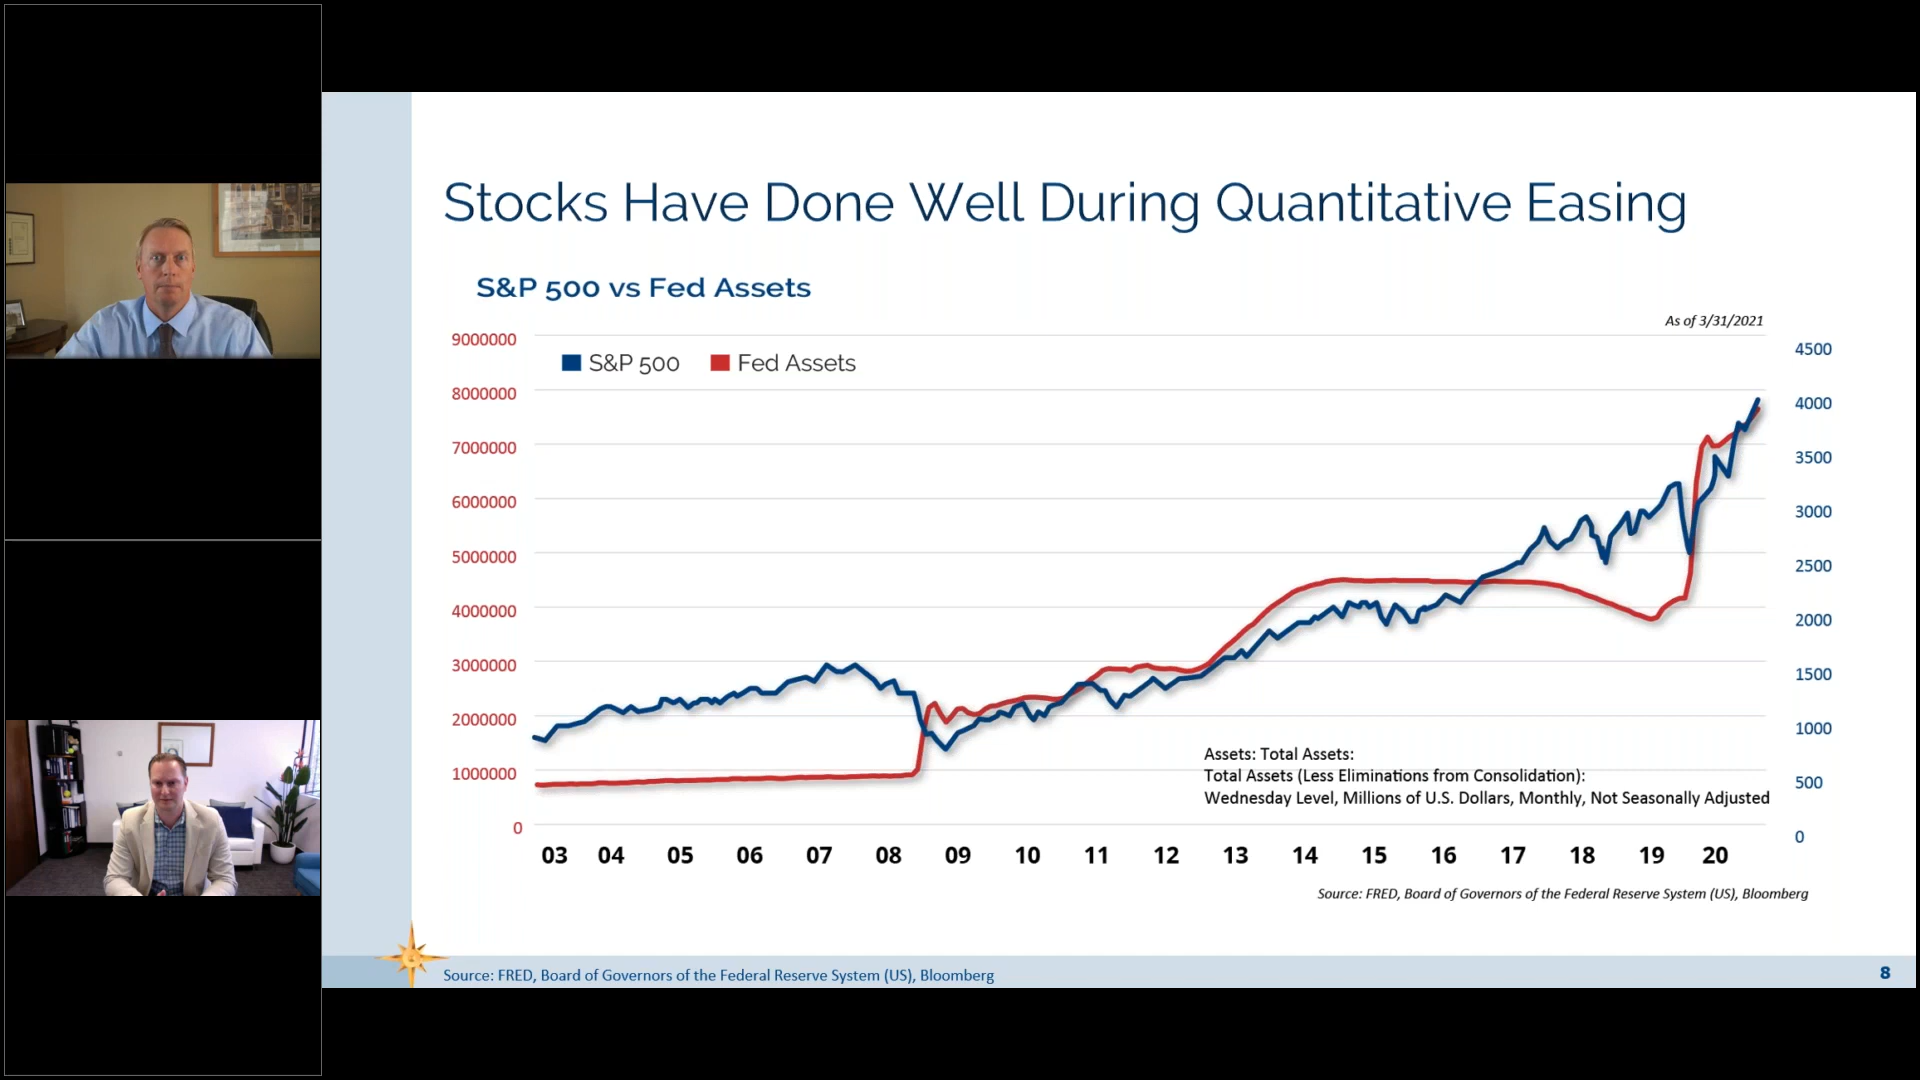 Stocks Have Done Well During Quantitative Easing
S&P 500 vs Fed Assets
As of 3/31/2021
S&P 500 Fed Assets
9000000
8000000
7000000
6000000
5000000
4000000
3000000
2000000
1000000
0
4500
4000
3500
3000
2500
2000
1500
1000
500
0
Assets: Total Assets:
Total Assets (Less Eliminations from Consolidation):
Wednesday Level, Millions of U.S. Dollars, Monthly, Not Seasonally Adjusted
03 04 05 06 07 08 09 10 11 12 13 14 15 16 17 18 19 20
Source: FRED, Board of Governors of the Federal Reserve System (US), Bloomberg
Source: FRED, Board of Governors of the Federal Reserve System (US), Bloomberg
8